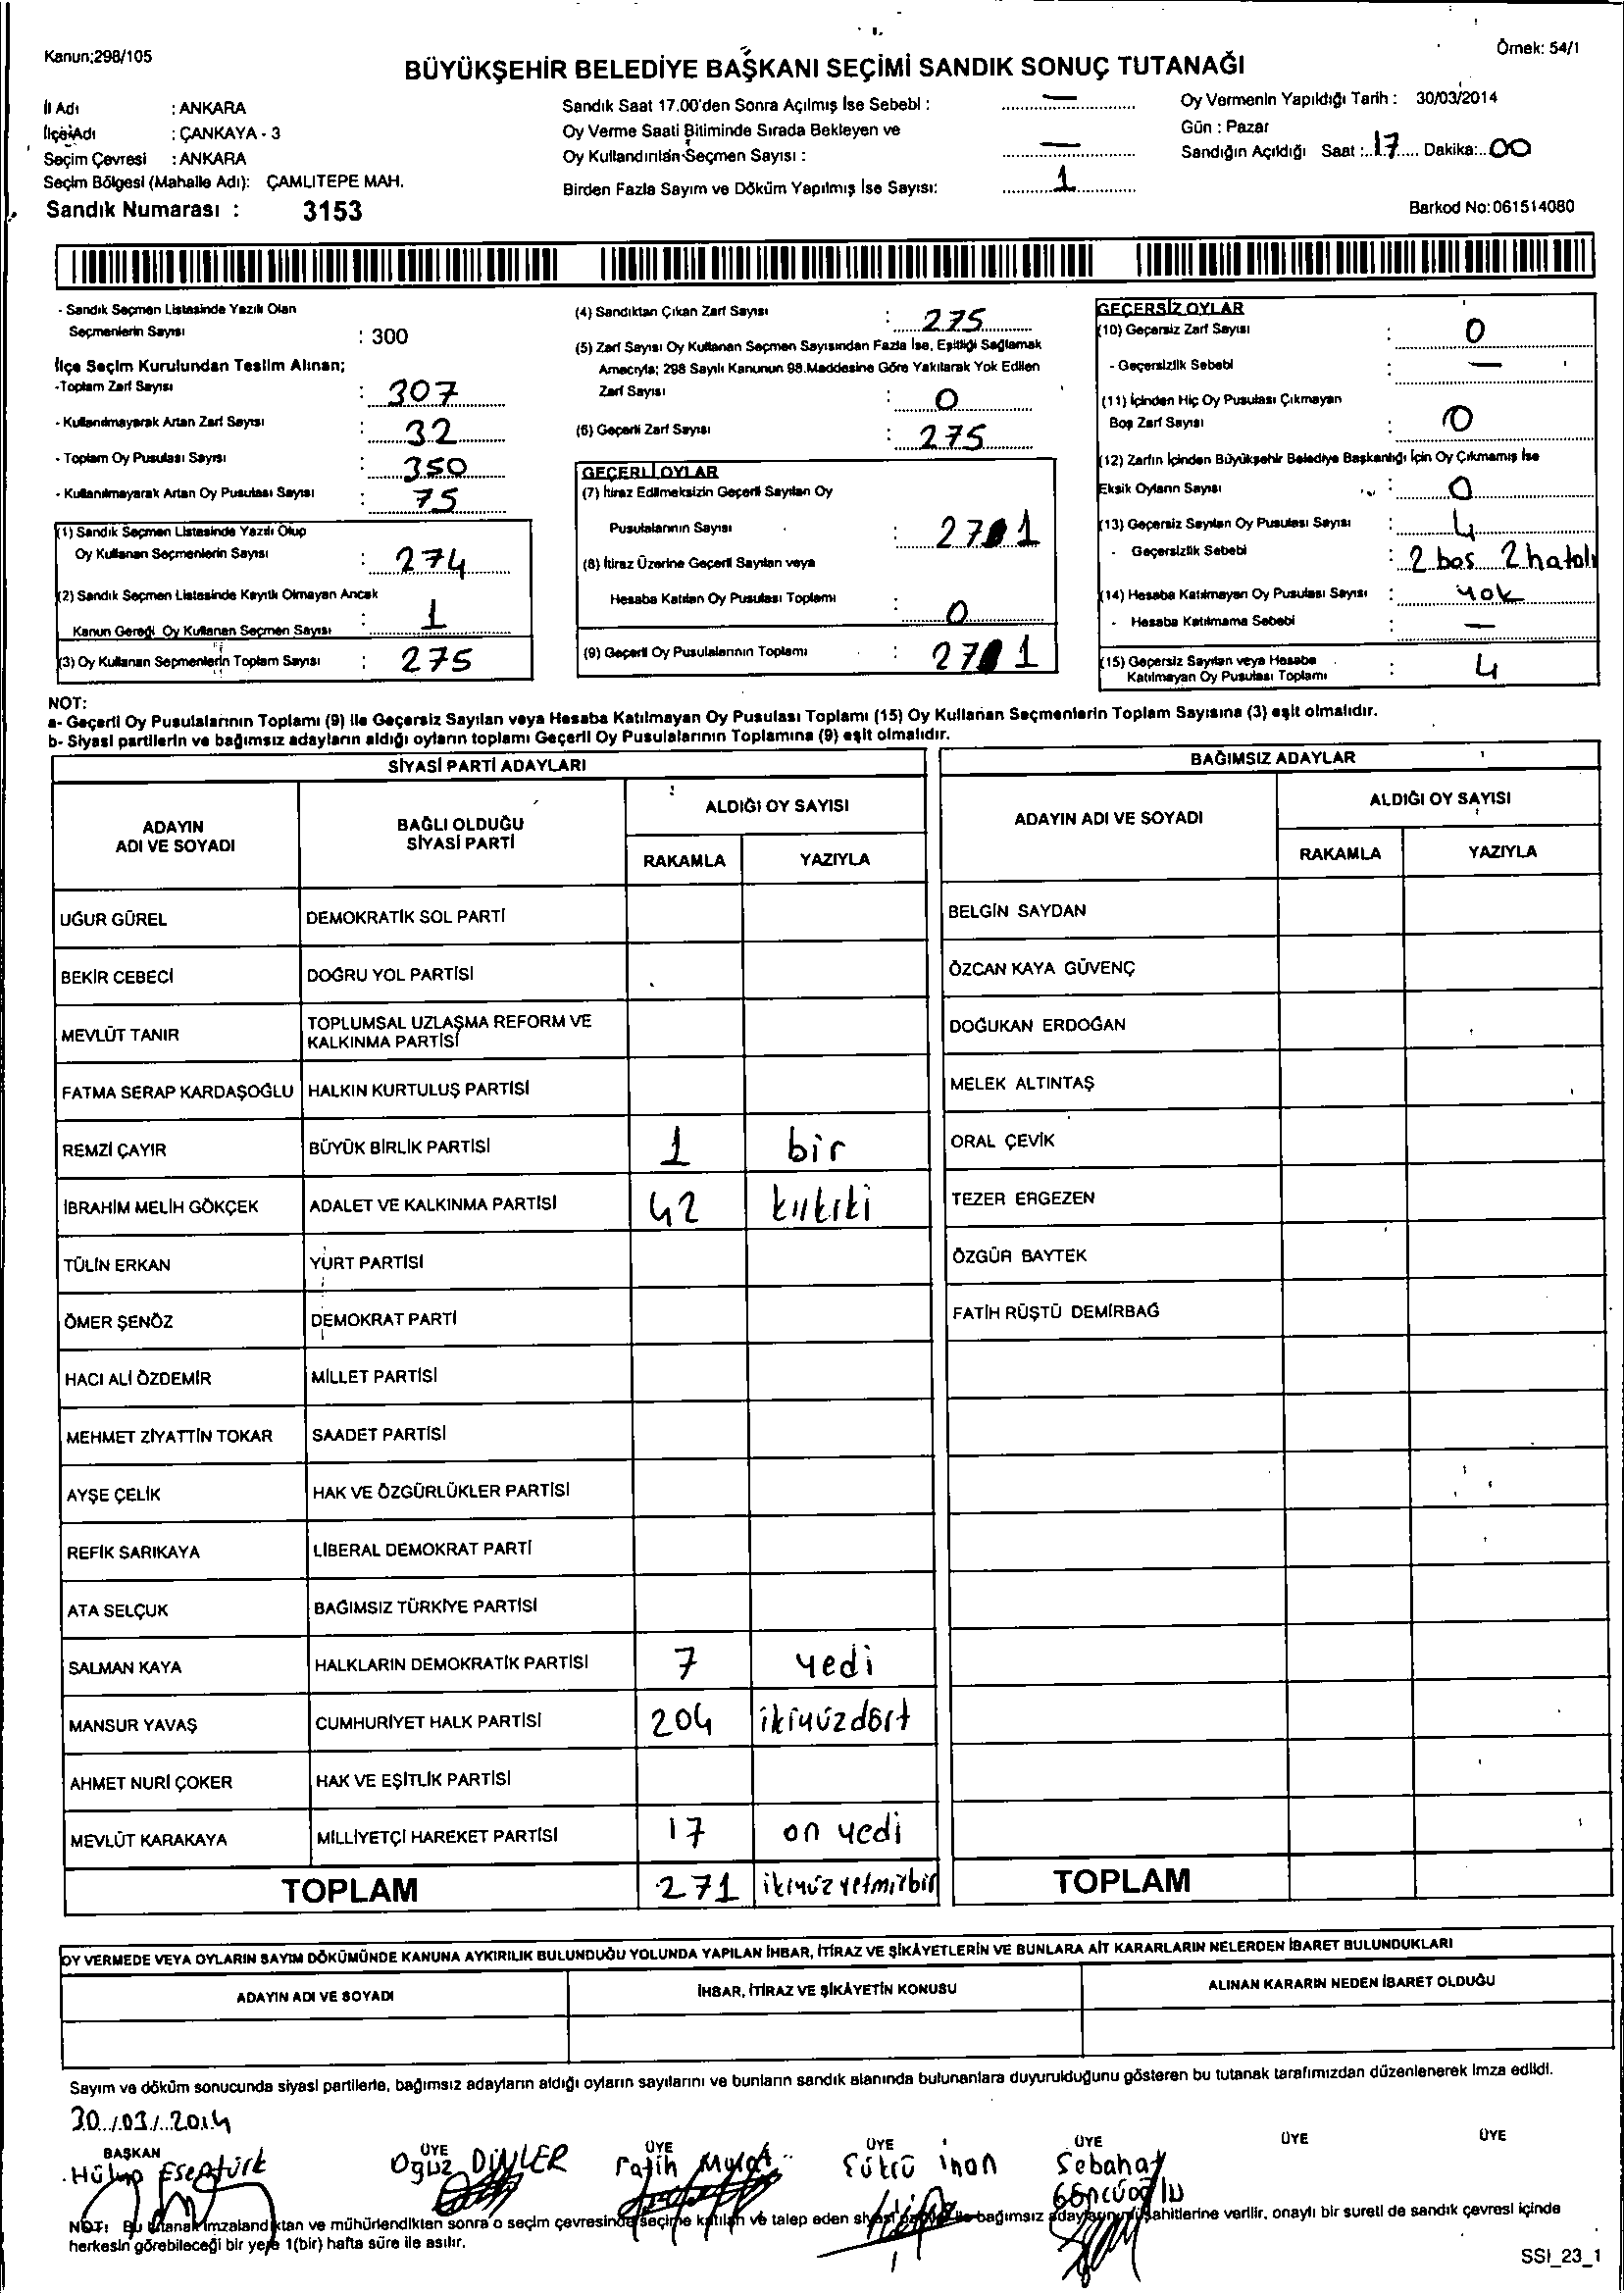 Kanun;298/105
Örnek: 54/1
BÜYÜKŞEHİR BELEDİYE BAŞKANI SEÇİMİ SANDIK SONUÇ TUTANAĞI
İl Adı : ANKARA
İlçe Adı : ÇANKAYA - 3
Seçim Çevresi : ANKARA
Seçim Bölgesi (Mahalle Adı): ÇAMLITEPE MAH.
Sandık Numarası : 3153
Sandık Saat 17.00'den Sonra Açılmış İse Sebebi : —
Oy Verme Saati Bitiminde Sırada Bekleyen ve
Oy Kullandırılan Seçmen Sayısı : —
Birden Fazla Sayım ve Döküm Yapılmış İse Sayısı: 1
Oy Vermenin Yapıldığı Tarih : 30/03/2014
Gün : Pazar
Sandığın Açıldığı Saat : 17 Dakika: 00
Barkod No:061514080
- Sandık Seçmen Listesinde Yazılı Olan
Seçmenlerin Sayısı : 300
İlçe Seçim Kurulundan Teslim Alınan;
-Toplam Zarf Sayısı : 307
- Kullanılmayarak Artan Zarf Sayısı : 32
- Toplam Oy Pusulası Sayısı : 350
- Kullanılmayarak Artan Oy Pusulası Sayısı : 75
(1) Sandık Seçmen Listesinde Yazılı Olup
Oy Kullanan Seçmenlerin Sayısı : 274
(2) Sandık Seçmen Listesinde Kayıtlı Olmayan Ancak
Kanun Gereği Oy Kullanan Seçmen Sayısı : 1
(3) Oy Kullanan Seçmenlerin Toplam Sayısı : 275
(4) Sandıktan Çıkan Zarf Sayısı : 275
(5) Zarf Sayısı Oy Kullanan Seçmen Sayısından Fazla İse, Eşitliği Sağlamak
Amacıyla; 298 Sayılı Kanunun 98.Maddesine Göre Yakılarak Yok Edilen
Zarf Sayısı : 0
(6) Geçerli Zarf Sayısı : 275
GEÇERLİ OYLAR
(7) İtiraz Edilmeksizin Geçerli Sayılan Oy
Pusulalarının Sayısı : 271
(8) İtiraz Üzerine Geçerli Sayılan veya
Hesaba Katılan Oy Pusulası Toplamı : 0
(9) Geçerli Oy Pusulalarının Toplamı : 271
GEÇERSİZ OYLAR
(10) Geçersiz Zarf Sayısı : 0
- Geçersizlik Sebebi : —
(11) İçinden Hiç Oy Pusulası Çıkmayan
Boş Zarf Sayısı : 0
(12) Zarfın İçinden Büyükşehir Belediye Başkanlığı İçin Oy Çıkmamış İse
Eksik Oyların Sayısı : 0
(13) Geçersiz Sayılan Oy Pusulası Sayısı : 4
- Geçersizlik Sebebi : 2 bos 2 hatalı
(14) Hesaba Katılmayan Oy Pusulası Sayısı : yok
- Hesaba Katılmama Sebebi : —
(15) Geçersiz Sayılan veya Hesaba
Katılmayan Oy Pusulası Toplamı : 4
NOT:
a- Geçerli Oy Pusulalarının Toplamı (9) ile Geçersiz Sayılan veya Hesaba Katılmayan Oy Pusulası Toplamı (15) Oy Kullanan Seçmenlerin Toplam Sayısına (3) eşit olmalıdır.
b- Siyasi partilerin ve bağımsız adayların aldığı oyların toplamı Geçerli Oy Pusulalarının Toplamına (9) eşit olmalıdır.
SİYASİ PARTİ ADAYLARI
ADAYIN
ADI VE SOYADI
BAĞLI OLDUĞU
SİYASİ PARTİ
ALDIĞI OY SAYISI
RAKAMLA YAZIYLA
UĞUR GÜREL DEMOKRATİK SOL PARTİ
BEKİR CEBECİ DOĞRU YOL PARTİSİ
MEVLÜT TANIR TOPLUMSAL UZLAŞMA REFORM VE
KALKINMA PARTİSİ
FATMA SERAP KARDAŞOĞLU HALKIN KURTULUŞ PARTİSİ
REMZİ ÇAYIR BÜYÜK BİRLİK PARTİSİ 1 bir
İBRAHİM MELİH GÖKÇEK ADALET VE KALKINMA PARTİSİ 42
TÜLİN ERKAN YURT PARTİSİ
ÖMER ŞENÖZ DEMOKRAT PARTİ
HACI ALİ ÖZDEMİR MİLLET PARTİSİ
MEHMET ZİYATTİN TOKAR SAADET PARTİSİ
AYŞE ÇELİK HAK VE ÖZGÜRLÜKLER PARTİSİ
REFİK SARIKAYA LİBERAL DEMOKRAT PARTİ
ATA SELÇUK BAĞIMSIZ TÜRKİYE PARTİSİ
SALMAN KAYA HALKLARIN DEMOKRATİK PARTİSİ 7 yedi
MANSUR YAVAŞ CUMHURİYET HALK PARTİSİ 204 ikiyüzdört
AHMET NURİ ÇOKER HAK VE EŞİTLİK PARTİSİ
MEVLÜT KARAKAYA MİLLİYETÇİ HAREKET PARTİSİ 17 on yedi
TOPLAM 271 ikiyüzyetmişbir
BAĞIMSIZ ADAYLAR
ADAYIN ADI VE SOYADI
ALDIĞI OY SAYISI
RAKAMLA YAZIYLA
BELGİN SAYDAN
ÖZCAN KAYA GÜVENÇ
DOĞUKAN ERDOĞAN
MELEK ALTINTAŞ
ORAL ÇEVİK
TEZER ERGEZEN
ÖZGÜR BAYTEK
FATİH RÜŞTÜ DEMİRBAĞ
TOPLAM
OY VERMEDE VEYA OYLARIN SAYIM DÖKÜMÜNDE KANUNA AYKIRILIK BULUNDUĞU YOLUNDA YAPILAN İHBAR, İTİRAZ VE ŞİKÂYETLERİN VE BUNLARA AİT KARARLARIN NELERDEN İBARET BULUNDUKLARI
ADAYIN ADI VE SOYADI
İHBAR, İTİRAZ VE ŞİKÂYETİN KONUSU
ALINAN KARARIN NEDEN İBARET OLDUĞU
Sayım ve döküm sonucunda siyasi partilerle, bağımsız adayların aldığı oyların sayılarını ve bunların sandık alanında bulunanlara duyurulduğunu gösteren bu tutanak tarafımızdan düzenlenerek imza edildi.
30/03/2014
BAŞKAN ÜYE ÜYE ÜYE ÜYE ÜYE ÜYE
Hülya Esentürk Oğuz DİNLER Fatih Murat Şükrü inan Sebahat
Göncüoğlu
NOT: Bu tutanak imzalandıktan ve mühürlendikten sonra o seçim çevresinde seçime katılan ve talep eden siyasi parti ile bağımsız adayların müşahitlerine verilir, onaylı bir sureti de sandık çevresi içinde
herkesin görebileceği bir yere 1(bir) hafta süre ile asılır.
SSI_23_1